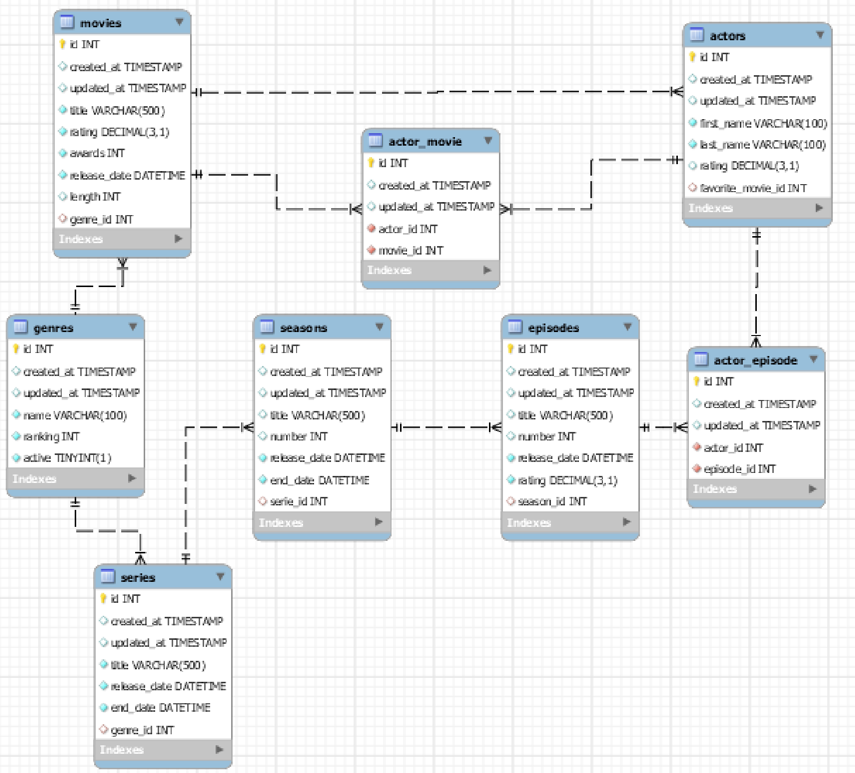 movies
id INT
created_at TIMESTAMP
updated_at TIMESTAMP
title VARCHAR(500)
rating DECIMAL(3,1)
awards INT
release_date DATETIME
length INT
genre_id INT
Indexes
actors
id INT
created_at TIMESTAMP
updated_at TIMESTAMP
first_name VARCHAR(100)
last_name VARCHAR(100)
rating DECIMAL(3,1)
favorite_movie_id INT
Indexes
actor_movie
id INT
created_at TIMESTAMP
updated_at TIMESTAMP
actor_id INT
movie_id INT
Indexes
genres
id INT
created_at TIMESTAMP
updated_at TIMESTAMP
name VARCHAR(100)
ranking INT
active TINYINT(1)
Indexes
seasons
id INT
created_at TIMESTAMP
updated_at TIMESTAMP
title VARCHAR(500)
number INT
release_date DATETIME
end_date DATETIME
serie_id INT
Indexes
episodes
id INT
created_at TIMESTAMP
updated_at TIMESTAMP
title VARCHAR(500)
number INT
release_date DATETIME
rating DECIMAL(3,1)
season_id INT
Indexes
actor_episode
id INT
created_at TIMESTAMP
updated_at TIMESTAMP
actor_id INT
episode_id INT
Indexes
series
id INT
created_at TIMESTAMP
updated_at TIMESTAMP
title VARCHAR(500)
release_date DATETIME
end_date DATETIME
genre_id INT
Indexes